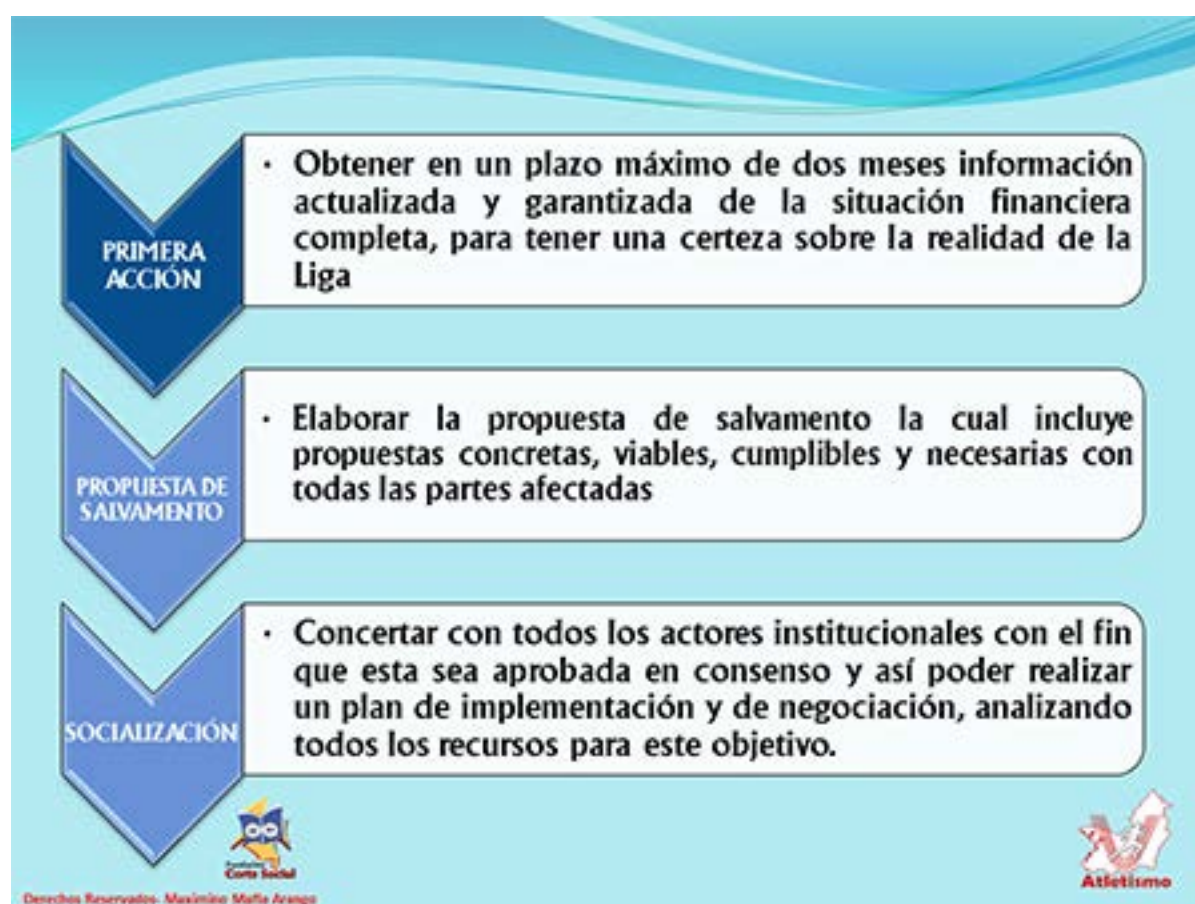 PRIMERA
ACCIÓN
· Obtener en un plazo máximo de dos meses información
actualizada y garantizada de la situación financiera
completa, para tener una certeza sobre la realidad de la
Liga
PROPUESTA DE
SALVAMENTO
· Elaborar la propuesta de salvamento la cual incluye
propuestas concretas, viables, cumplibles y necesarias con
todas las partes afectadas
SOCIALIZACIÓN
· Concertar con todos los actores institucionales con el fin
que esta sea aprobada en consenso y así poder realizar
un plan de implementación y de negociación, analizando
todos los recursos para este objetivo.
Social
Atletismo
Derechos Reservados- Maximino